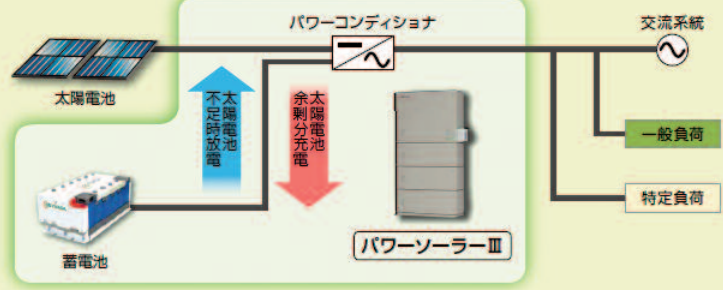 パワーコンディショナ
交流系統
太陽電池
太陽電池
不足時放電
太陽電池
余剰分充電
一般負荷
特定負荷
パワーソーラーⅢ
蓄電池